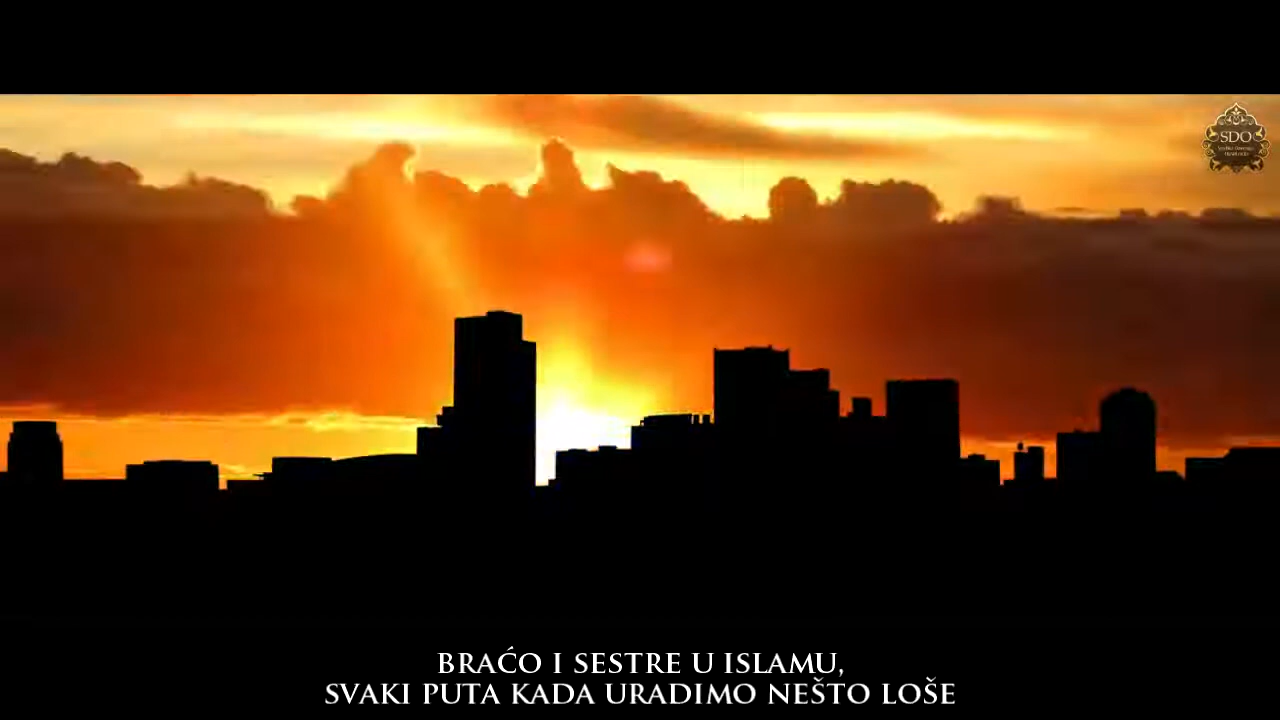 SDO
BRAĆO I SESTRE U ISLAMU,
SVAKI PUTA KADA URADIMO NEŠTO LOŠE